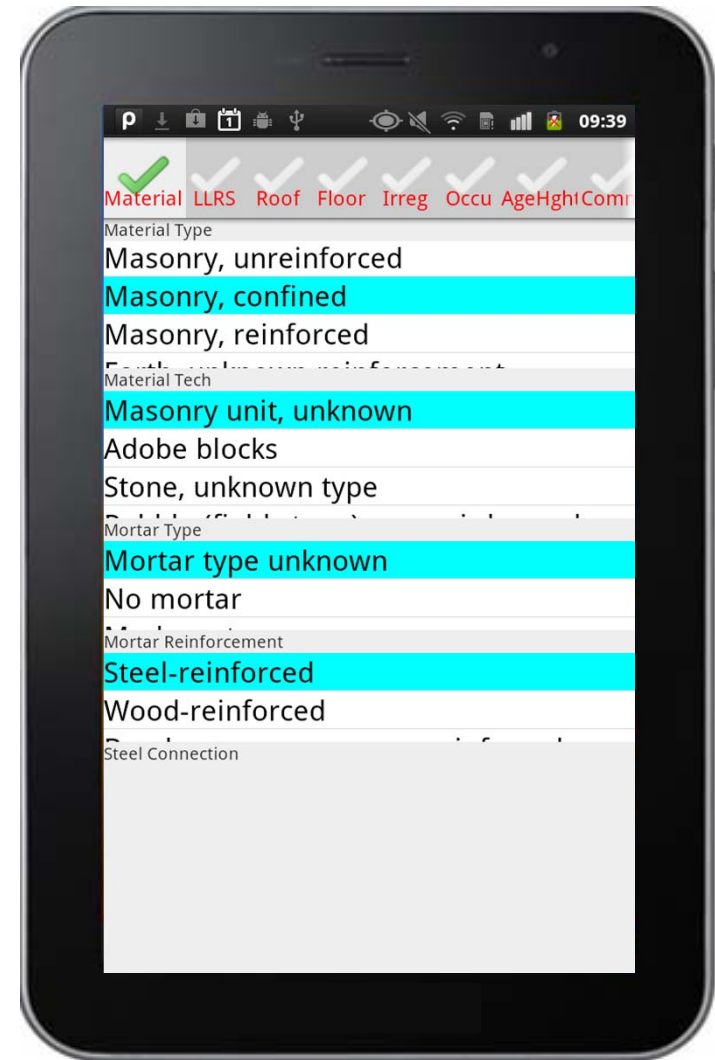 09:39
Material LLRS Roof Floor Irreg Occu AgeHght Com
Material Type
Masonry, unreinforced
Masonry, confined
Masonry, reinforced
Material Tech
Masonry unit, unknown
Adobe blocks
Stone, unknown type
Mortar Type
Mortar type unknown
No mortar
Mortar Reinforcement
Steel-reinforced
Wood-reinforced
Steel Connection